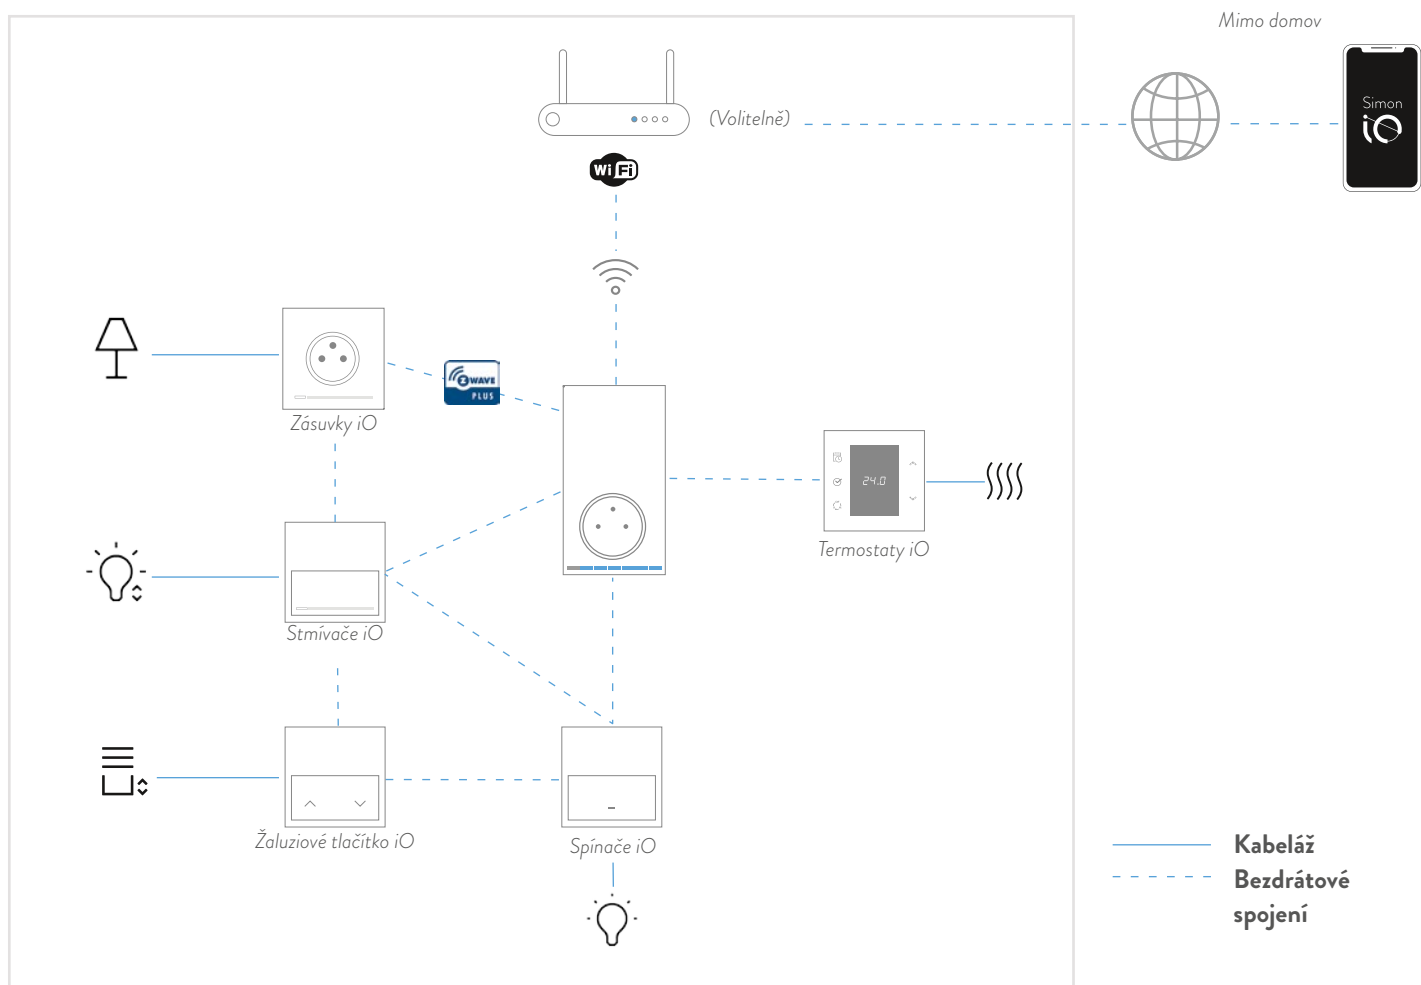 Mimo domov
Simon
iO
(Volitelně)
Wi Fi
Z WAVE
PLUS
Zásuvky iO
24.0
Termostaty iO
Stmívače iO
Žaluziové tlačítko iO
Spínače iO
Kabeláž
Bezdrátové
spojení